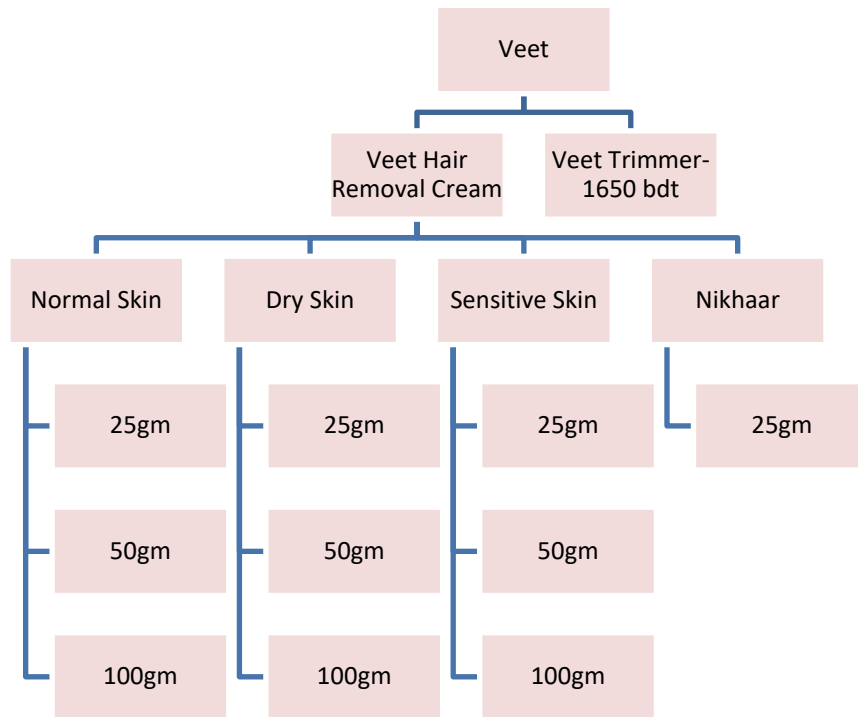 Veet
Veet Hair
Removal Cream
Veet Trimmer-
1650 bdt
Normal Skin
Dry Skin
Sensitive Skin
Nikhaar
25gm
25gm
25gm
25gm
50gm
50gm
50gm
100gm
100gm
100gm